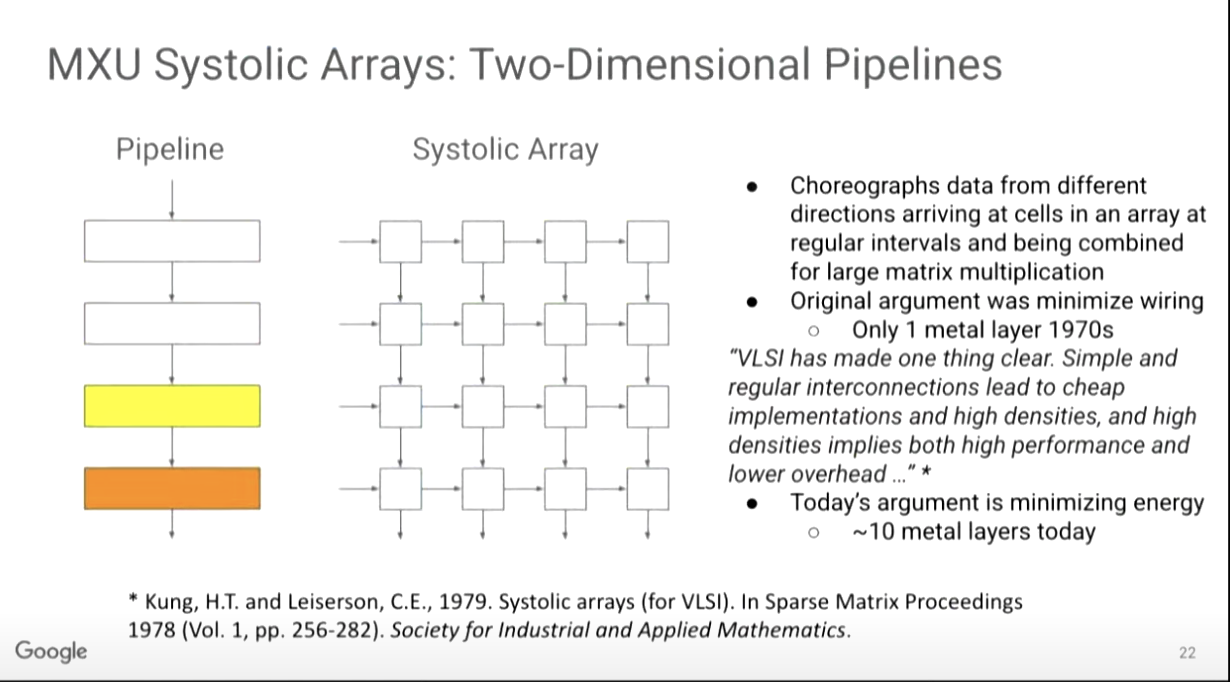 MXU Systolic Arrays: Two-Dimensional Pipelines
Pipeline
Systolic Array
● Choreographs data from different
directions arriving at cells in an array at
regular intervals and being combined
for large matrix multiplication
● Original argument was minimize wiring
○ Only 1 metal layer 1970s
“VLSI has made one thing clear. Simple and
regular interconnections lead to cheap
implementations and high densities, and high
densities implies both high performance and
lower overhead ...” *
● Today’s argument is minimizing energy
○ ~10 metal layers today
* Kung, H.T. and Leiserson, C.E., 1979. Systolic arrays (for VLSI). In Sparse Matrix Proceedings
1978 (Vol. 1, pp. 256-282). Society for Industrial and Applied Mathematics.
Google
22